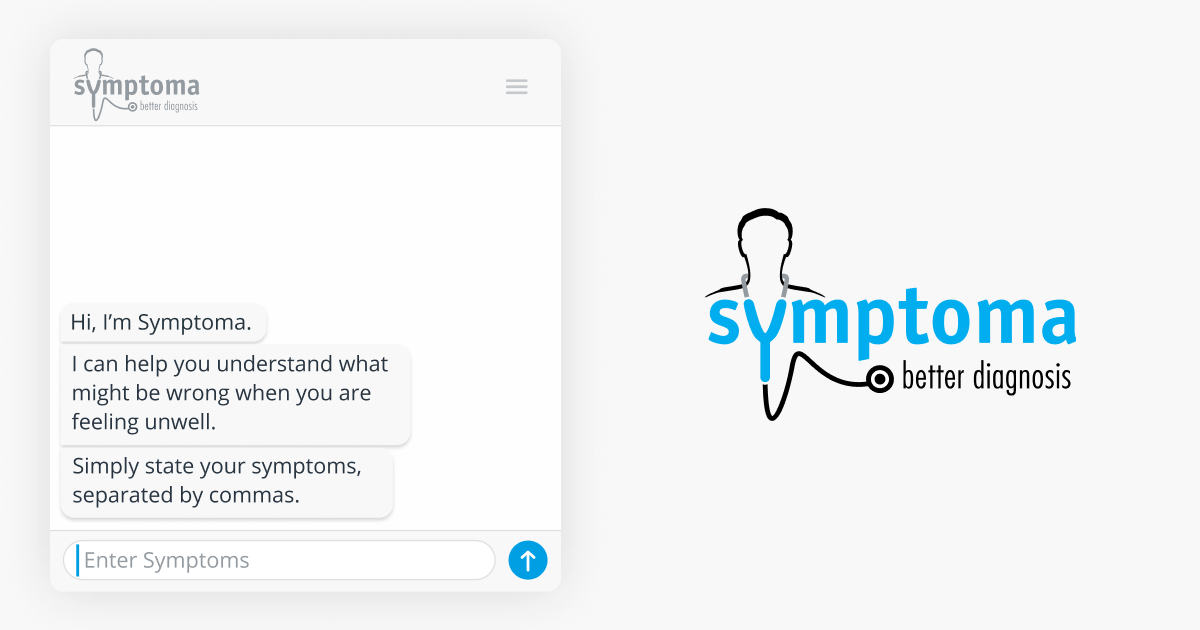 symptoma
better diagnosis
Hi, I’m Symptoma.
I can help you understand what
might be wrong when you are
feeling unwell.
Simply state your symptoms,
separated by commas.
Enter Symptoms
symptoma
better diagnosis